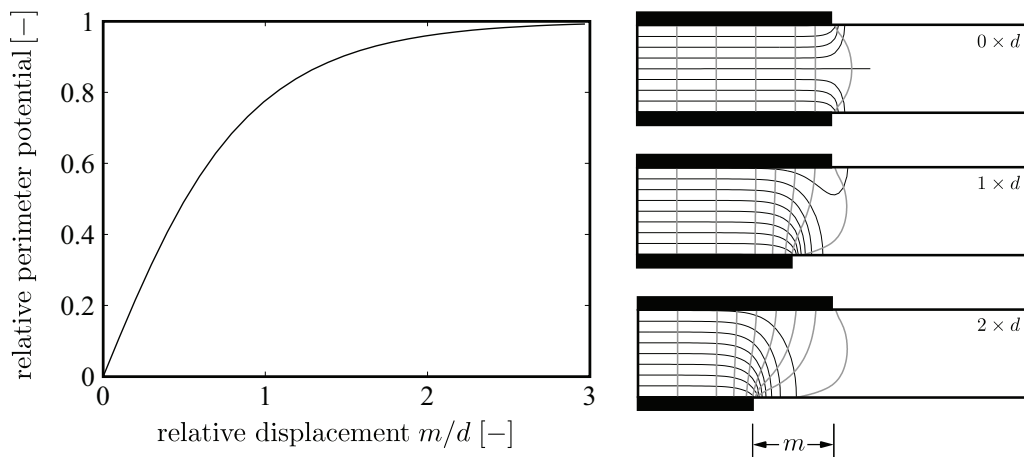 relative perimeter potential [−]
1
0.8
0.6
0.4
0.2
0
0 1 2 3
relative displacement m/d [−]
0 × d
1 × d
2 × d
m